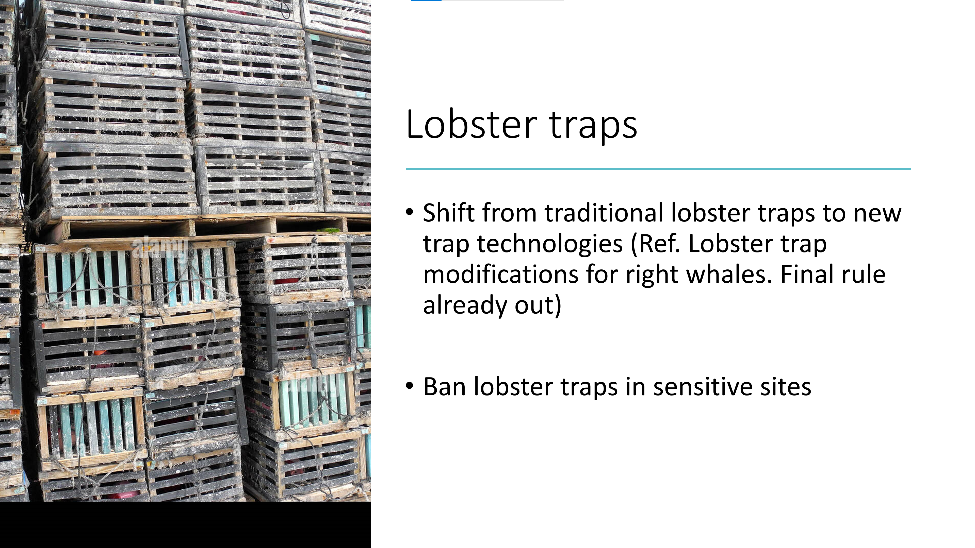 Lobster traps
• Shift from traditional lobster traps to new
trap technologies (Ref. Lobster trap
modifications for right whales. Final rule
already out)
• Ban lobster traps in sensitive sites
alamy